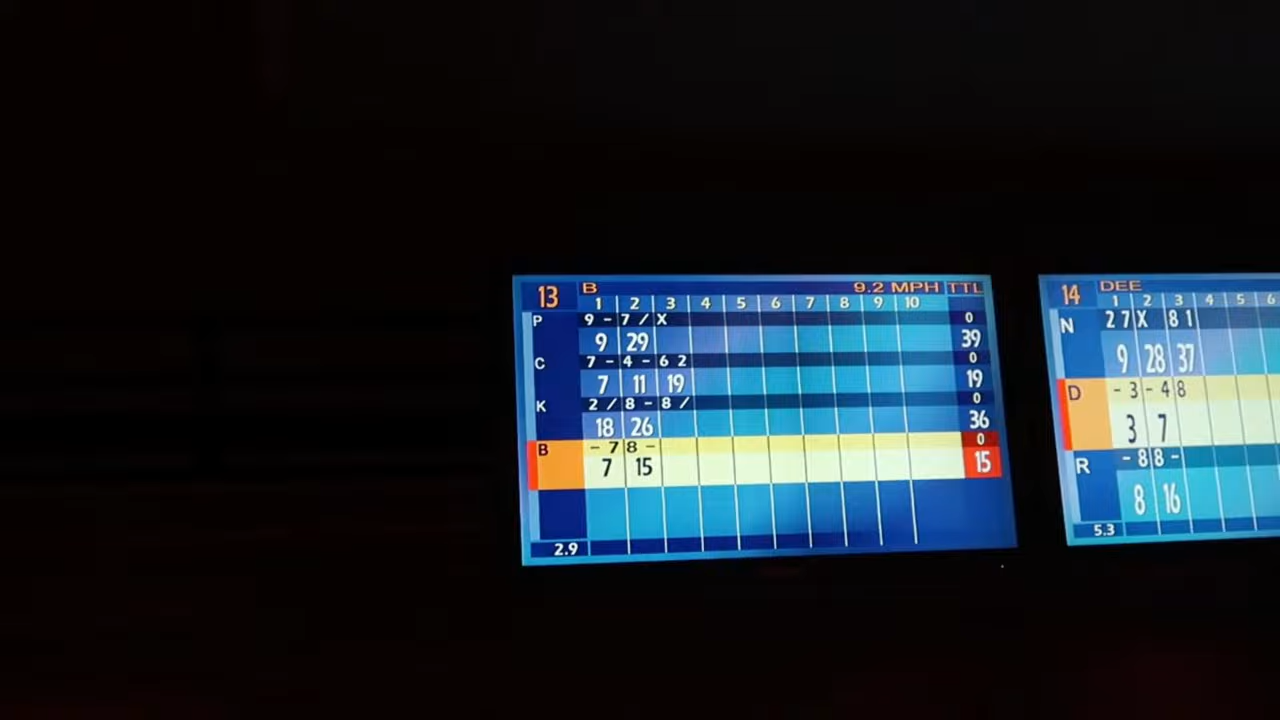 13 B 9.2 MPH TTL
1 2 3 4 5 6 7 8 9 10
P 9 - 7 / X 0
9 29 39
C 7 - 4 - 6 2 0
7 11 19 19
K 2 / 8 - 8 / 0
18 26 36
B - 7 8 - 0
7 15 15
2.9
14 DEE
1 2 3 4 5 6
N 2 7 X 8 1
9 28 37
D - 3 - 4 8
3 7
R - 8 8 -
8 16
5.3